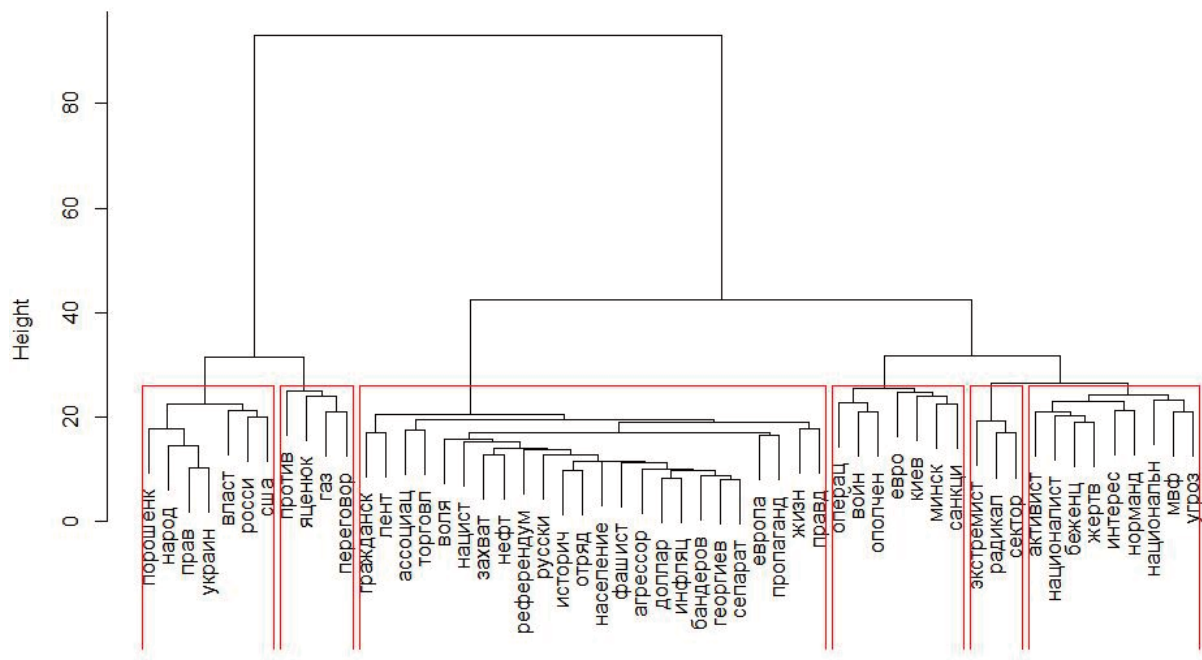 Height
80
60
40
20
0
порошенк
народ
прав
украин
власт
росси
сша
против
яценюк
газ
переговор
гражданск
лент
ассоциац
торговл
воля
нацист
захват
нефт
референдум
русски
историч
отряд
население
фашист
агрессор
доллар
инфляц
бандеров
георгиев
сепарат
европа
пропаганд
жизн
правд
операц
войн
ополчен
евро
киев
минск
санкци
экстремист
радикал
сектор
активист
националист
беженц
жертв
интерес
норманд
национальн
мвф
угроз